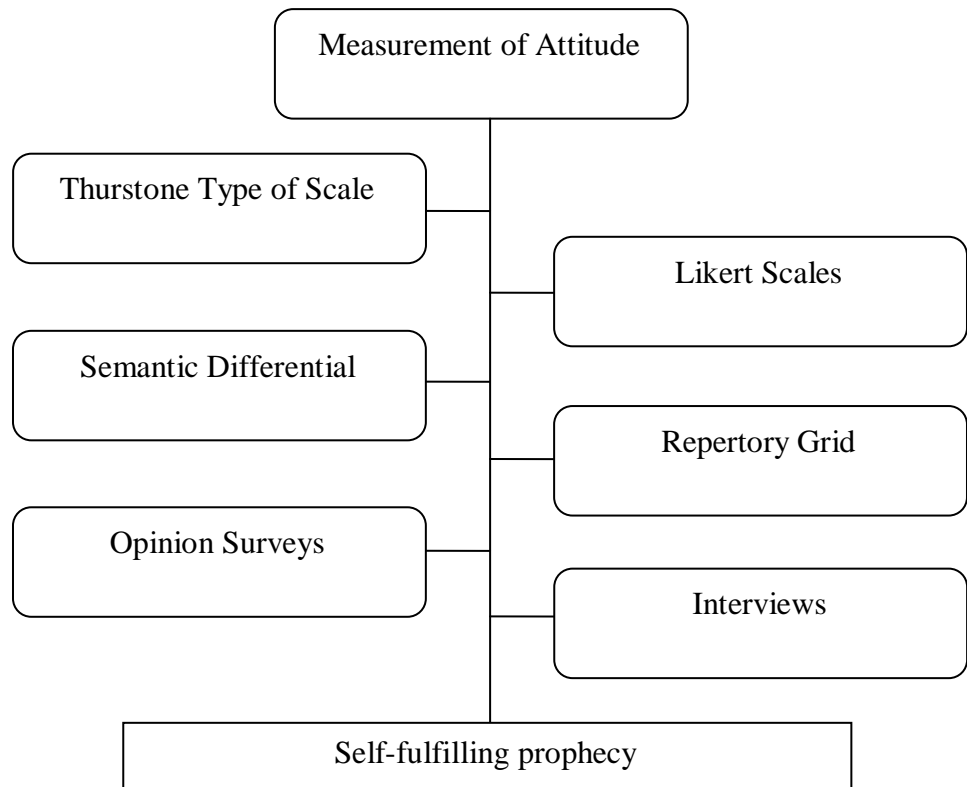 Measurement of Attitude
Thurstone Type of Scale
Likert Scales
Semantic Differential
Repertory Grid
Opinion Surveys
Interviews
Self-fulfilling prophecy